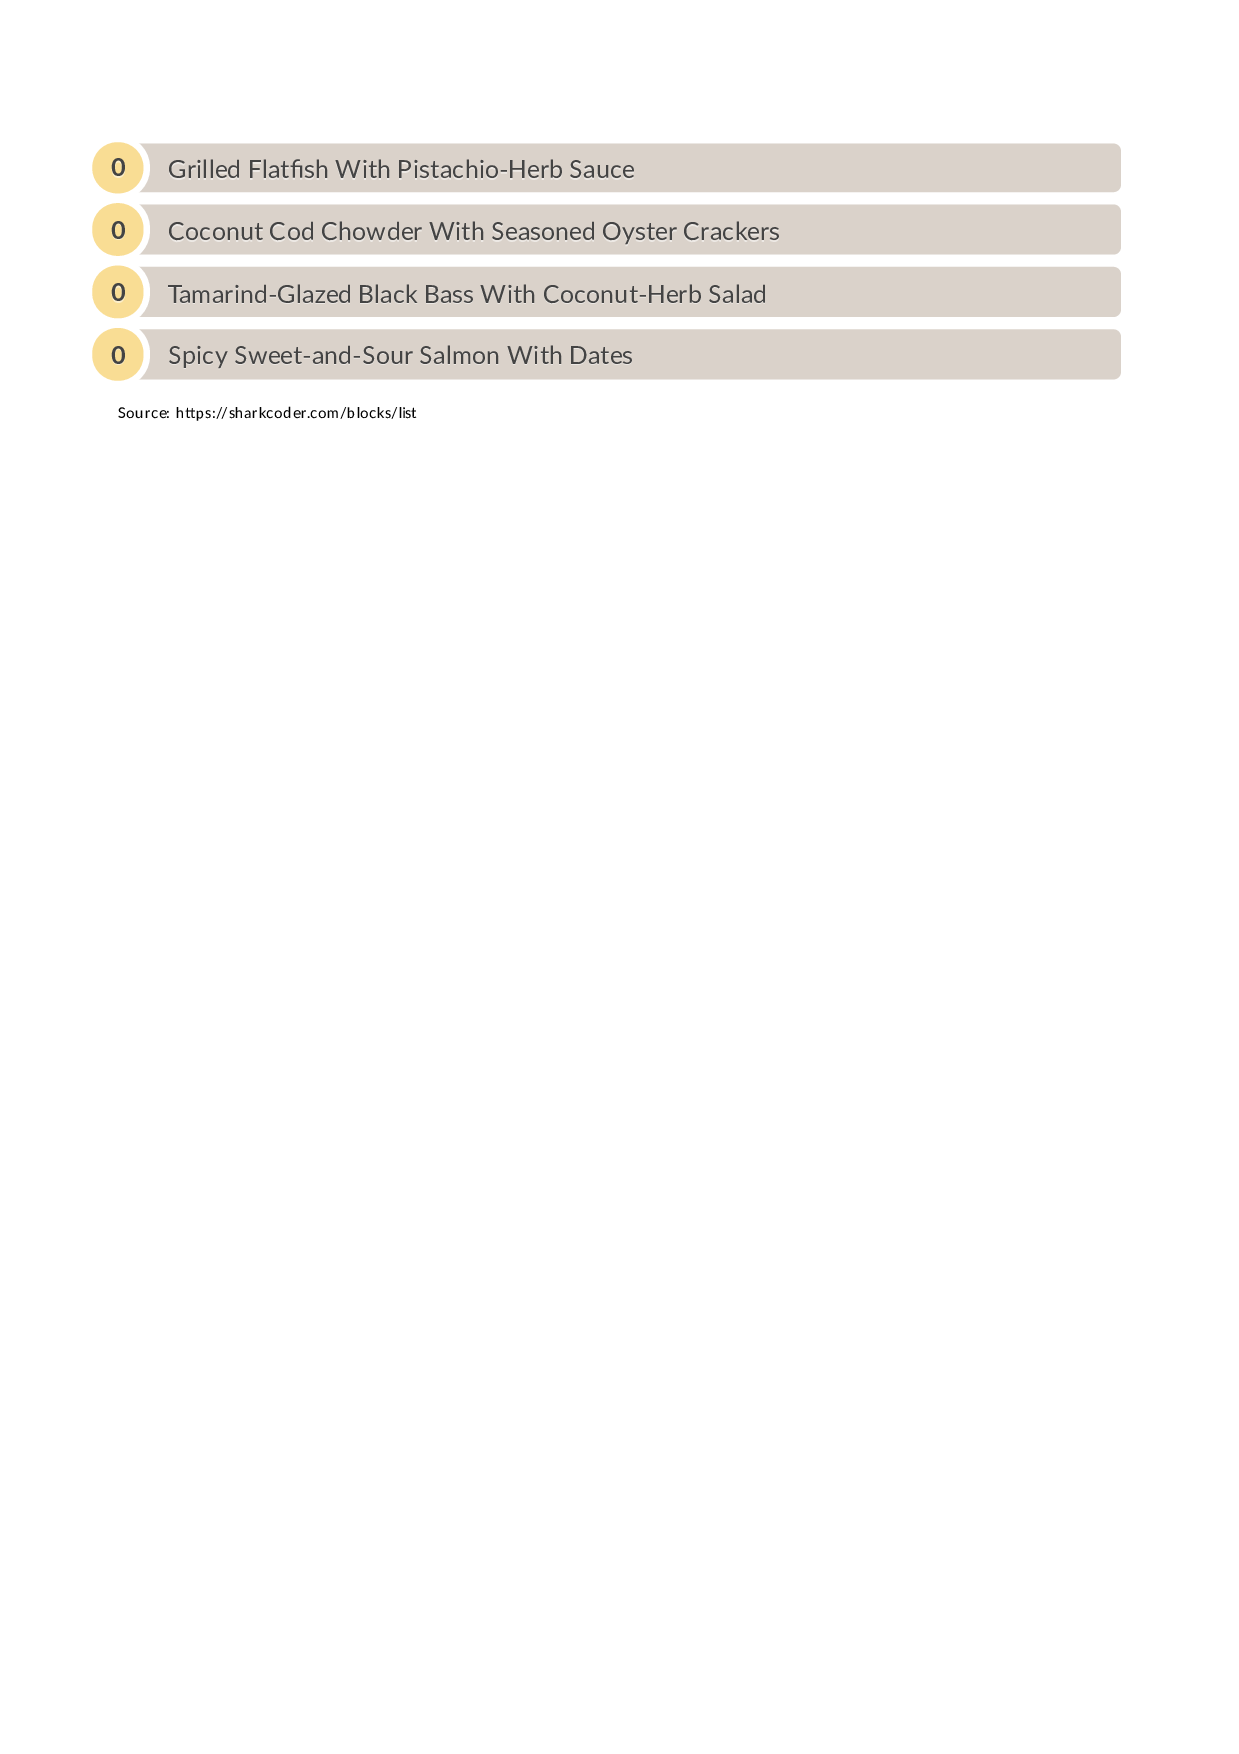 0 Grilled Flatfish With Pistachio-Herb Sauce
0 Coconut Cod Chowder With Seasoned Oyster Crackers
0 Tamarind-Glazed Black Bass With Coconut-Herb Salad
0 Spicy Sweet-and-Sour Salmon With Dates
Source: https://sharkcoder.com/blocks/list